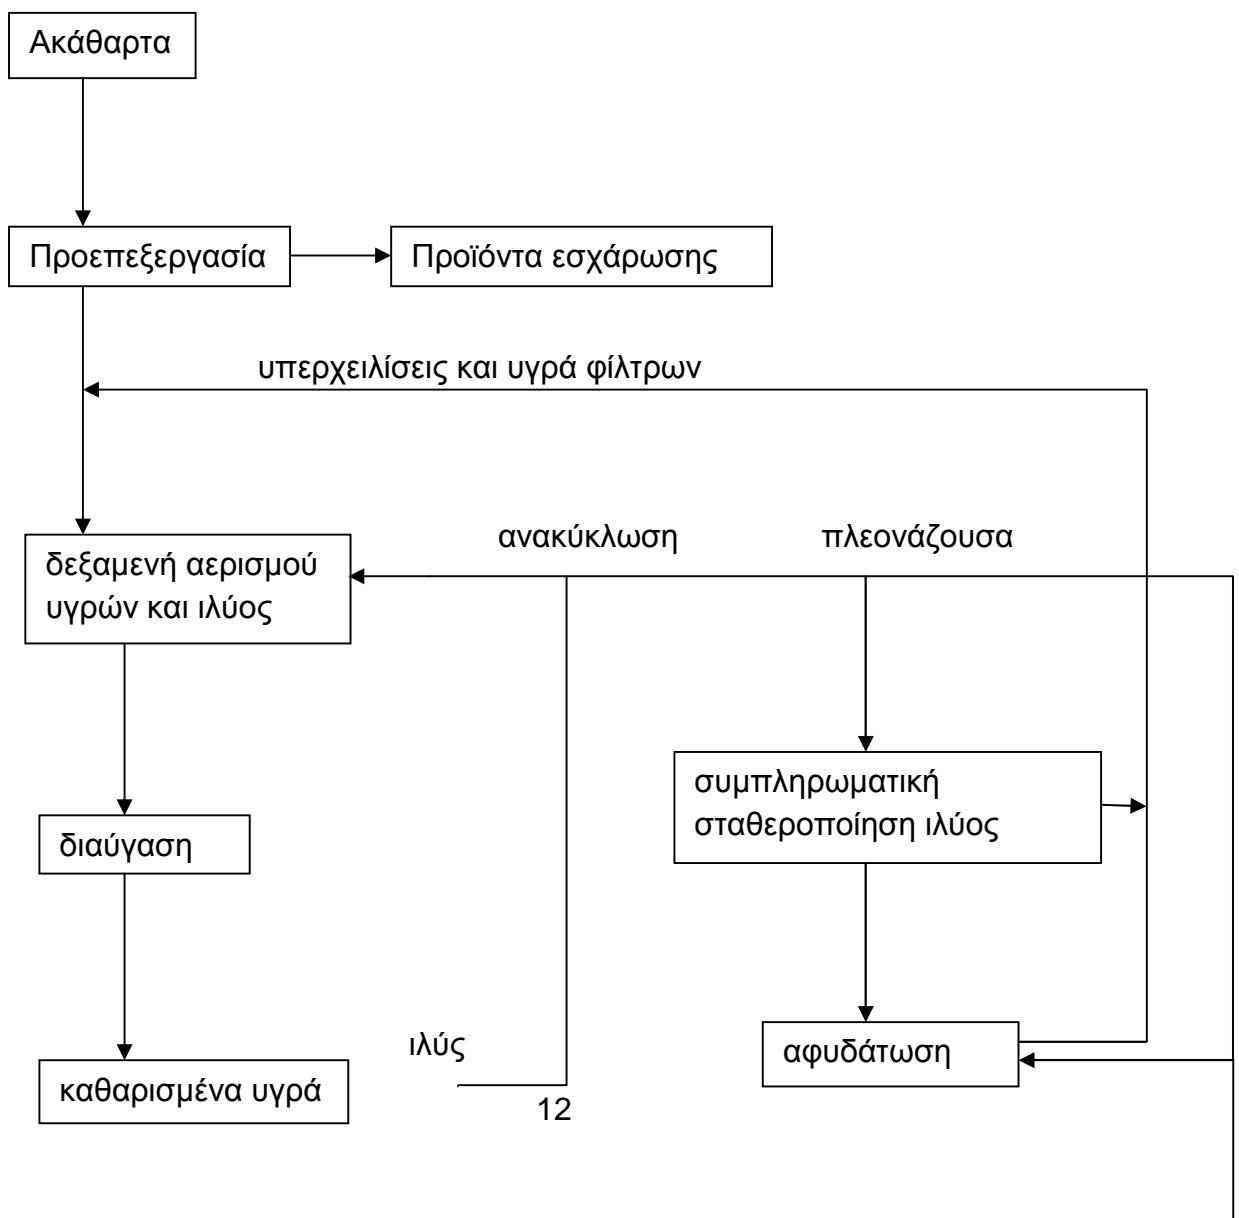 Ακάθαρτα
Προεπεξεργασία
Προϊόντα εσχάρωσης
υπερχειλίσεις και υγρά φίλτρων
ανακύκλωση
πλεονάζουσα
δεξαμενή αερισμού
υγρών και ιλύος
συμπληρωματική
σταθεροποίηση ιλύος
διαύγαση
ιλύς
αφυδάτωση
καθαρισμένα υγρά
12